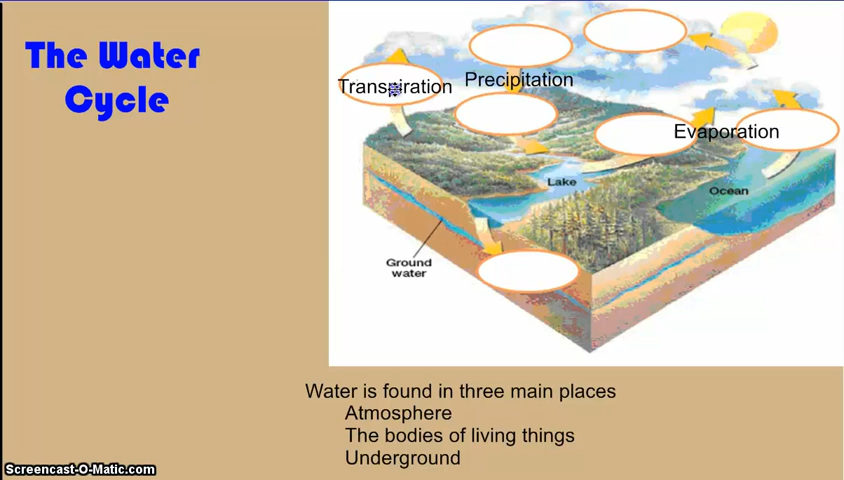 The Water
Cycle
Transpiration
Precipitation
Evaporation
Lake
Ocean
Ground
water
Water is found in three main places
Atmosphere
The bodies of living things
Underground
Screencast-O-Matic.com